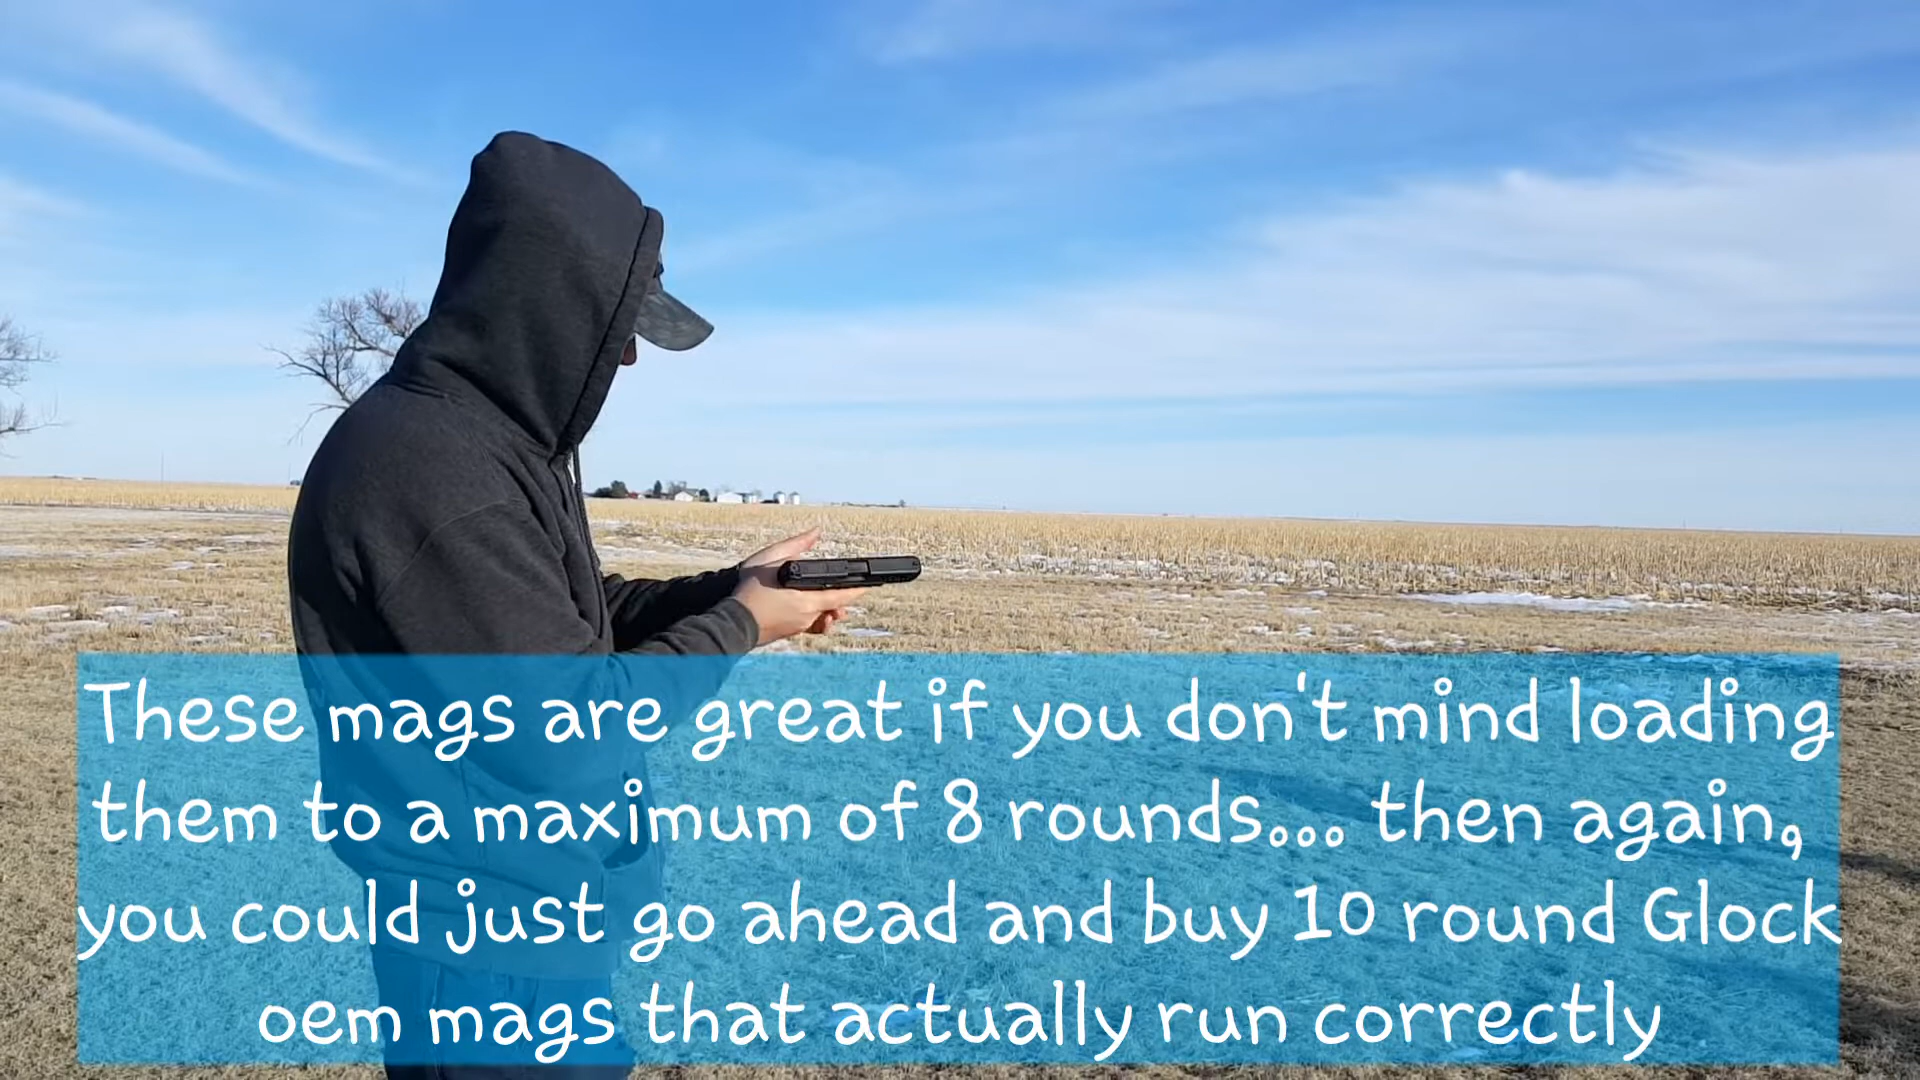 These mags are great if you don't mind loading
them to a maximum of 8 rounds... then again,
you could just go ahead and buy 10 round Glock
oem mags that actually run correctly